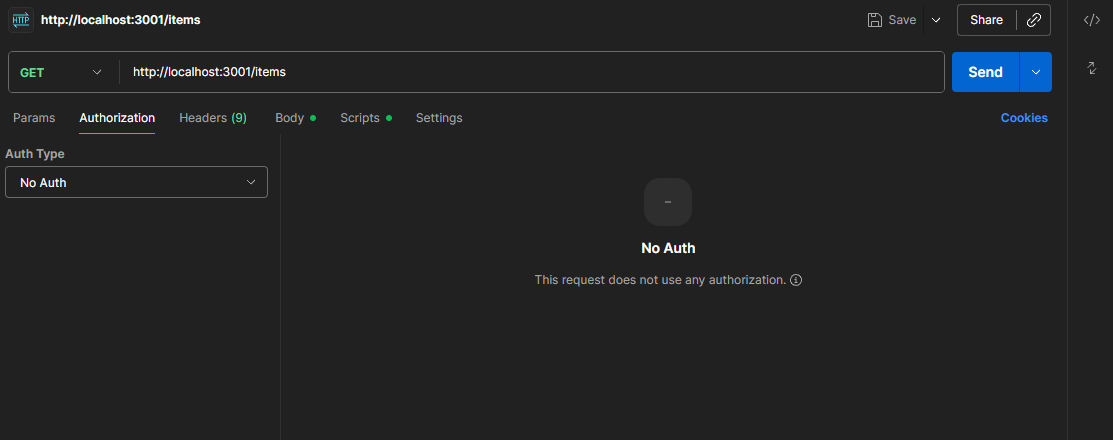 HTTP http://localhost:3001/items Save Share </>
GET http://localhost:3001/items Send
Params Authorization Headers (9) Body Scripts Settings Cookies
Auth Type
No Auth
-
No Auth
This request does not use any authorization.